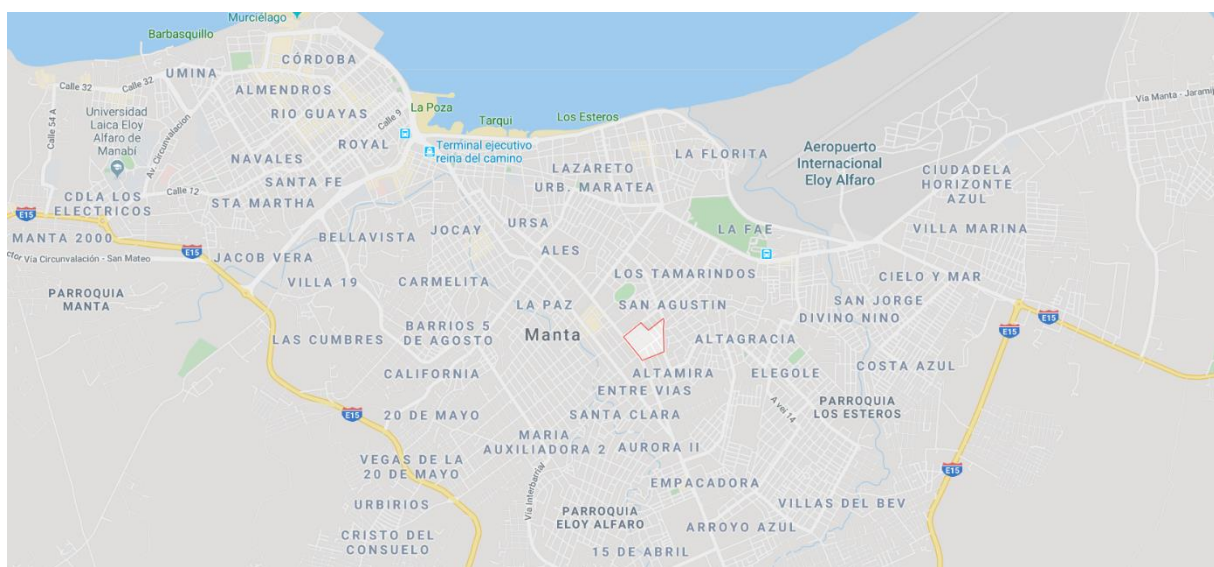 Murciélago
Barbasquillo
CÓRDOBA
UMINA
Calle 32
Calle 32
ALMENDROS
Universidad
Laica Eloy
Alfaro de
Manabí
Calle 54 A
Av. Circunvalacion
RIO GUAYAS
Calle 9
La Poza
Tarqui
Los Esteros
Via Manta - Jaramij
ROYAL
Terminal ejecutivo
reina del camino
NAVALES
LAZARETO
LA FLORITA
Aeropuerto
Internacional
Eloy Alfaro
SANTA FE
URB. MARATEA
CIUDADELA
HORIZONTE
AZUL
Calle 12
CDLA LOS
ELECTRICOS
STA MARTHA
E15
MANTA 2000
BELLAVISTA
JOCAY
URSA
LA FAE
VILLA MARINA
E15
ctor Via Circunvalación - San Mateo
JACOB VERA
ALES
LOS TAMARINDOS
CIELO Y MAR
PARROQUIA
MANTA
VILLA 19
CARMELITA
LA PAZ
SAN AGUSTIN
SAN JORGE
DIVINO NINO
E15
E15
LAS CUMBRES
BARRIOS 5
DE AGOSTO
Manta
ALTAGRACIA
CALIFORNIA
ALTAMIRA
ELEGOLE
COSTA AZUL
ENTRE VIAS
E15
20 DE MAYO
SANTA CLARA
A vei 14
PARROQUIA
LOS ESTEROS
MARIA
AUXILIADORA 2
AURORA II
VEGAS DE LA
20 DE MAYO
Via Interbarrial
EMPACADORA
E15
URBIRIOS
PARROQUIA
ELOY ALFARO
VILLAS DEL BEV
ARROYO AZUL
CRISTO DEL
CONSUELO
15 DE ABRIL